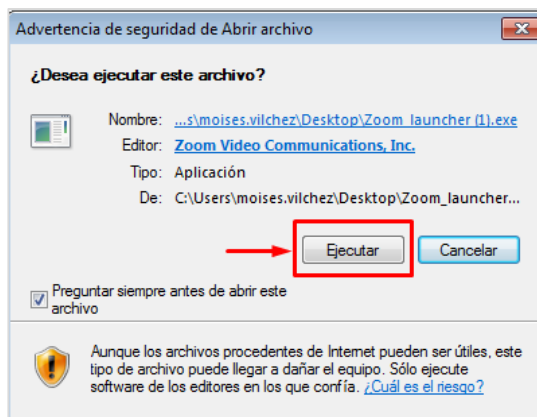 Advertencia de seguridad de Abrir archivo
¿Desea ejecutar este archivo?
Nombre: ...s\moises.vilchez\Desktop\Zoom_launcher (1).exe
Editor: Zoom Video Communications, Inc.
Tipo: Aplicación
De: C:\Users\moises.vilchez\Desktop\Zoom_launcher...
Ejecutar Cancelar
Preguntar siempre antes de abrir este
archivo
Aunque los archivos procedentes de Internet pueden ser útiles, este
tipo de archivo puede llegar a dañar el equipo. Sólo ejecute
software de los editores en los que confía. ¿Cuál es el riesgo?